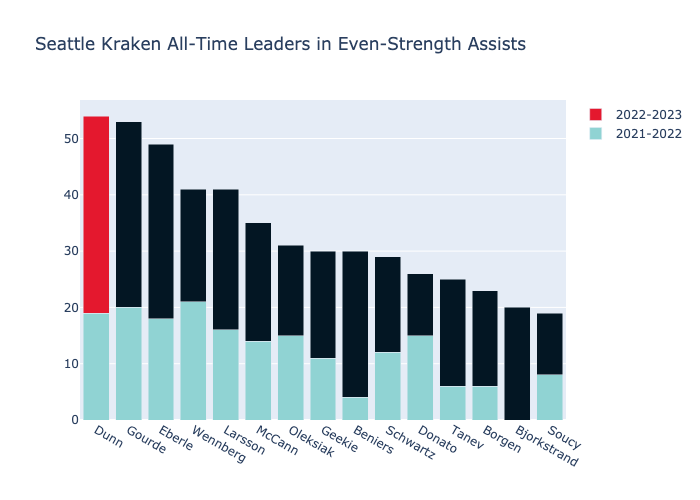 Seattle Kraken All-Time Leaders in Even-Strength Assists
2022-2023
2021-2022
50
40
30
20
10
0
Dunn
Gourde
Eberle
Wennberg
Larsson
McCann
Oleksiak
Geekie
Beniers
Schwartz
Donato
Tanev
Borgen
Bjorkstrand
Soucy